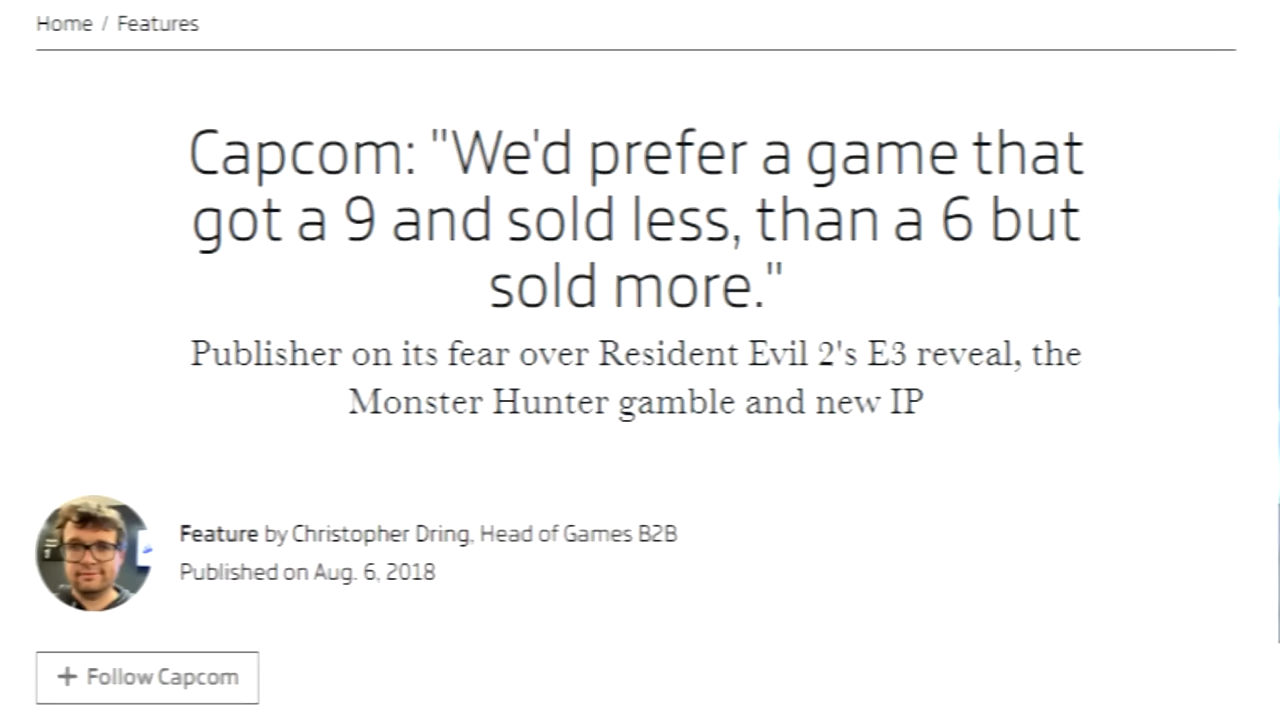 Home / Features
Capcom: "We'd prefer a game that
got a 9 and sold less, than a 6 but
sold more."
Publisher on its fear over Resident Evil 2's E3 reveal, the
Monster Hunter gamble and new IP
Feature by Christopher Dring, Head of Games B2B
Published on Aug. 6, 2018
+ Follow Capcom